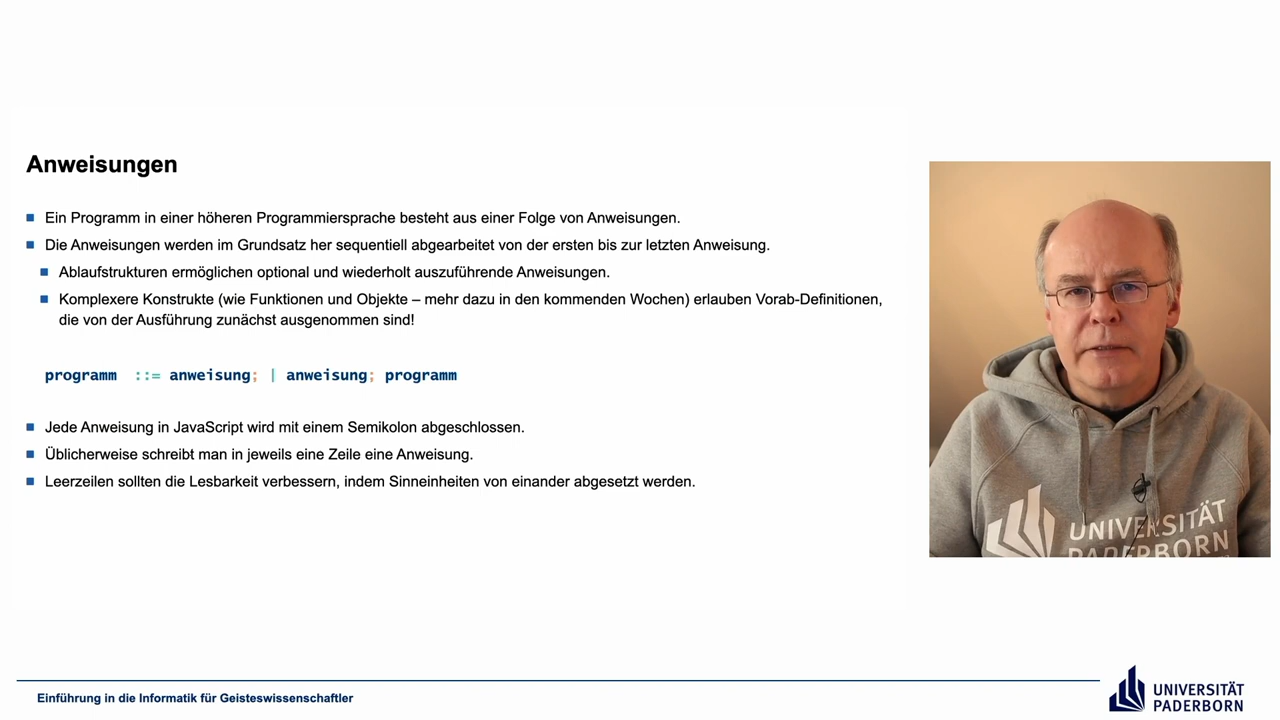 Anweisungen
Ein Programm in einer höheren Programmiersprache besteht aus einer Folge von Anweisungen.
Die Anweisungen werden im Grundsatz her sequentiell abgearbeitet von der ersten bis zur letzten Anweisung.
Ablaufstrukturen ermöglichen optional und wiederholt auszuführende Anweisungen.
Komplexere Konstrukte (wie Funktionen und Objekte – mehr dazu in den kommenden Wochen) erlauben Vorab-Definitionen,
die von der Ausführung zunächst ausgenommen sind!
programm ::= anweisung; | anweisung; programm
Jede Anweisung in JavaScript wird mit einem Semikolon abgeschlossen.
Üblicherweise schreibt man in jeweils eine Zeile eine Anweisung.
Leerzeilen sollten die Lesbarkeit verbessern, indem Sinneinheiten von einander abgesetzt werden.
UNIVERSITÄT
PADERBORN
Einführung in die Informatik für Geisteswissenschaftler
UNIVERSITÄT
PADERBORN